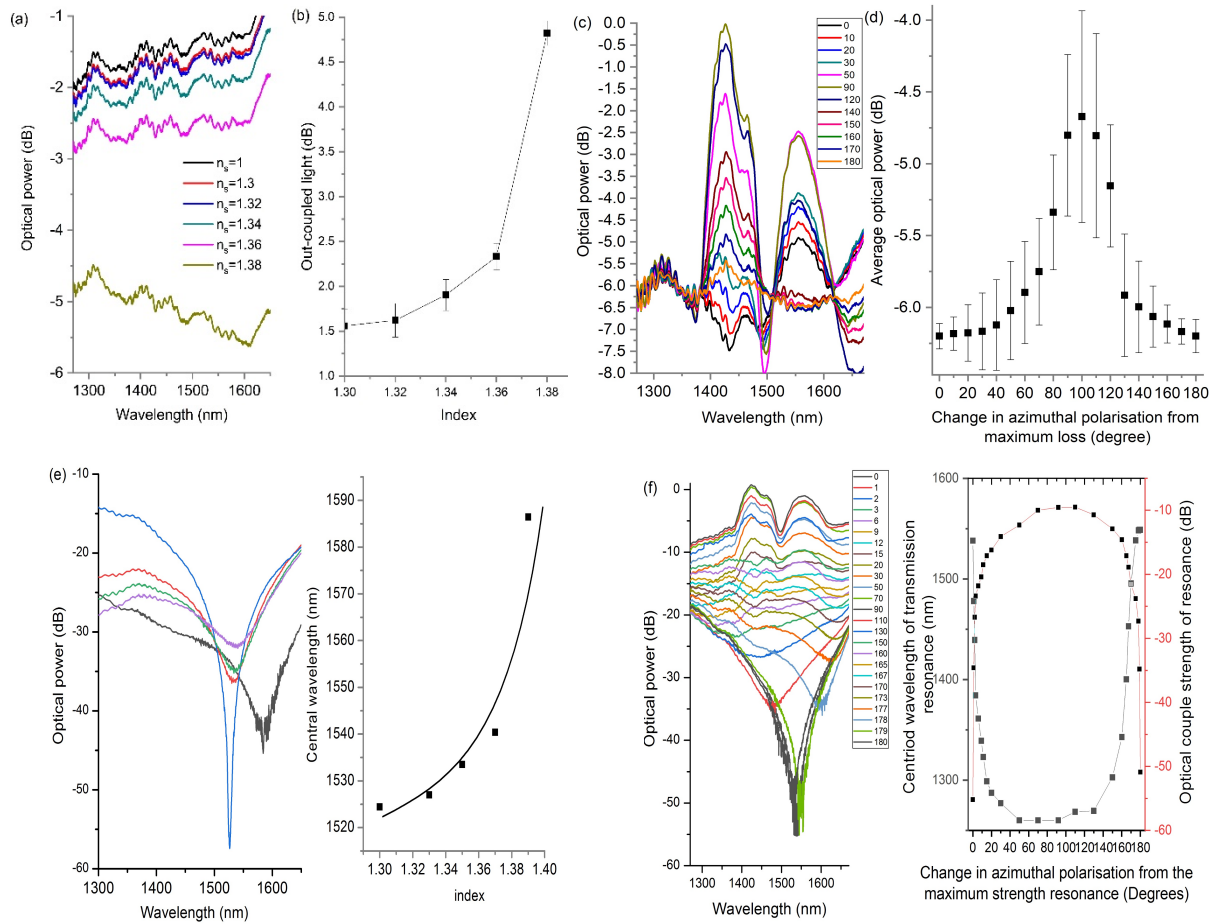 (a)
-1
-2
-3
-4
-5
-6
1300 1400 1500 1600
Optical power (dB)
Wavelength (nm)
nₛ=1
nₛ=1.3
nₛ=1.32
nₛ=1.34
nₛ=1.36
nₛ=1.38
(b)
5.0
4.5
4.0
3.5
3.0
2.5
2.0
1.5
1.0
1.30 1.32 1.34 1.36 1.38
Out-coupled light (dB)
Index
(c)
0.0
-0.5
-1.0
-1.5
-2.0
-2.5
-3.0
-3.5
-4.0
-4.5
-5.0
-5.5
-6.0
-6.5
-7.0
-7.5
-8.0
1300 1400 1500 1600
Optical power (dB)
Wavelength (nm)
0
10
20
30
50
90
120
140
150
160
170
180
(d)
-4.0
-4.5
-5.0
-5.5
-6.0
0 20 40 60 80 100 120 140 160 180
Average optical power (dB)
Change in azimuthal polarisation from
maximum loss (degree)
(e)
-10
-20
-30
-40
-50
-60
1300 1400 1500 1600
Optical power (dB)
Wavelength (nm)
1590
1580
1570
1560
1550
1540
1530
1520
1.30 1.32 1.34 1.36 1.38 1.40
Central wavelength (nm)
index
(f)
0
-10
-20
-30
-40
-50
-60
1300 1400 1500 1600
Optical power (dB)
Wavelength (nm)
0
1
2
3
6
9
12
15
20
30
50
70
90
110
130
150
160
165
167
170
173
177
178
179
180
1600
1500
1400
1300
Centriod wavelength of transmission
resonance (nm)
-10
-20
-30
-40
-50
-60
Optical couple strength of resoance (dB)
0 20 40 60 80 100 120 140 160 180
Change in azimuthal polarisation from the
maximum strength resonance (Degrees)